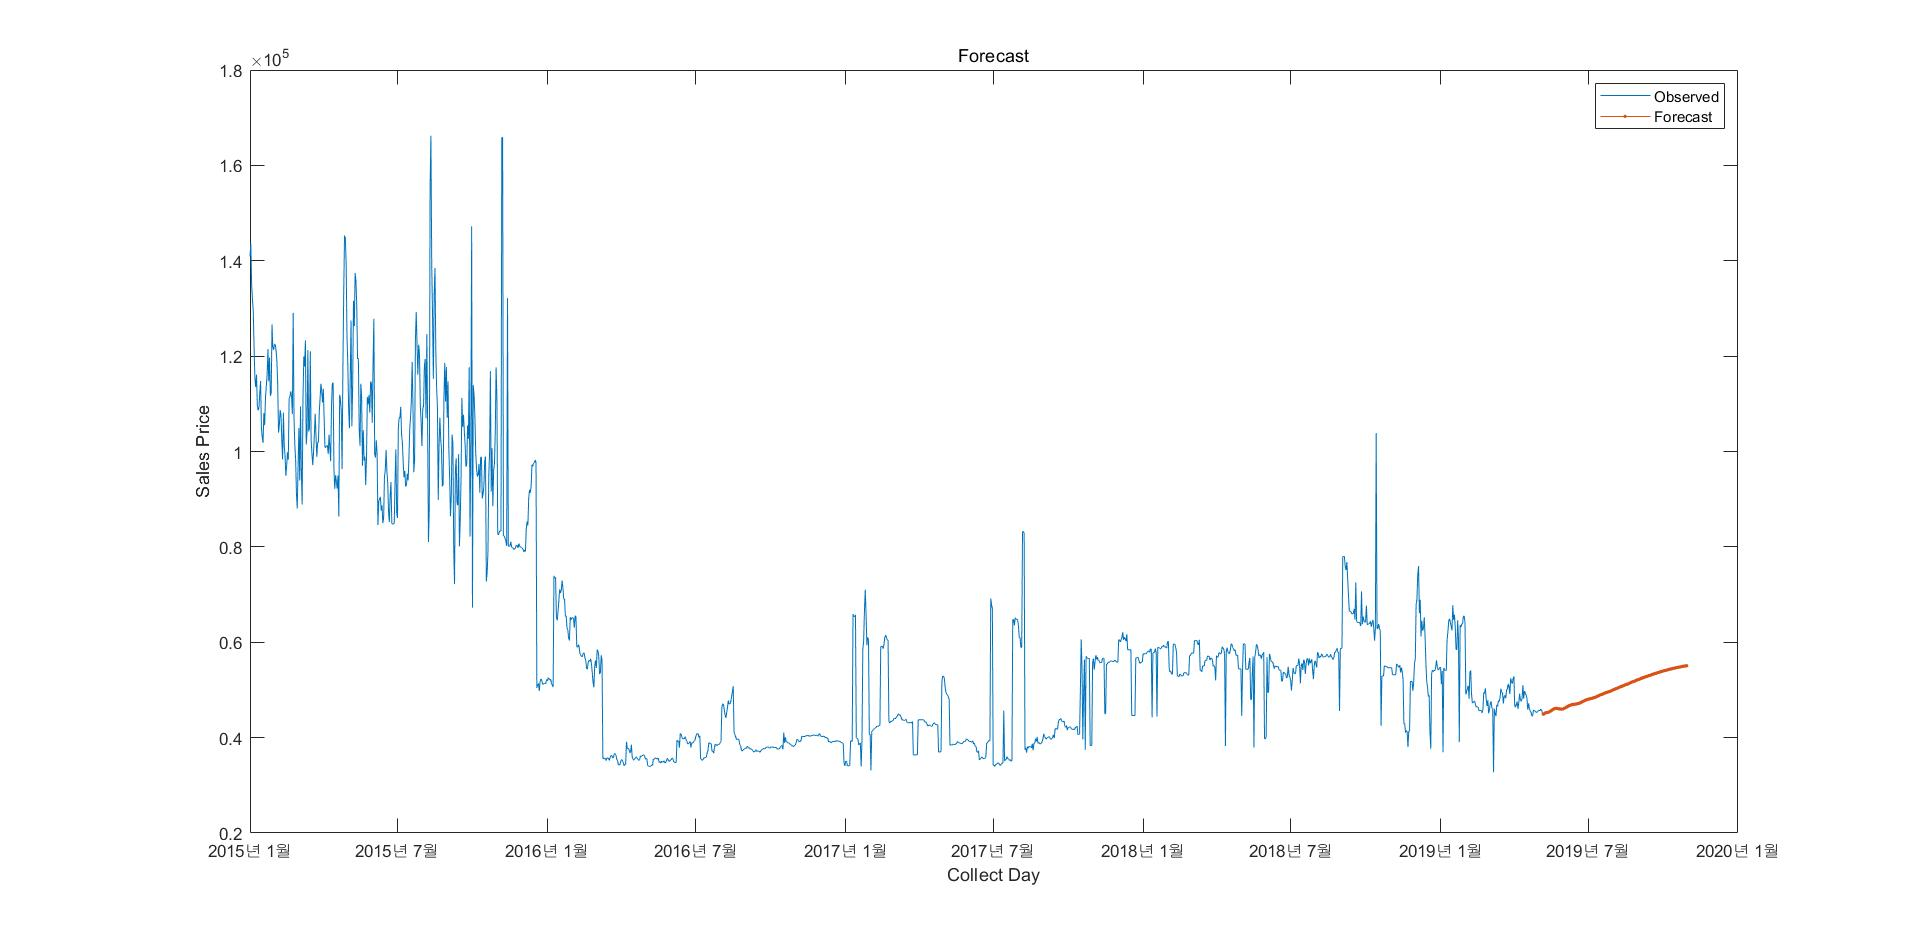 Forecast
×10⁵
1.8
1.6
1.4
1.2
1
0.8
0.6
0.4
0.2
Sales Price
Observed
Forecast
2015년 1월
2015년 7월
2016년 1월
2016년 7월
2017년 1월
2017년 7월
2018년 1월
2018년 7월
2019년 1월
2019년 7월
2020년 1월
Collect Day